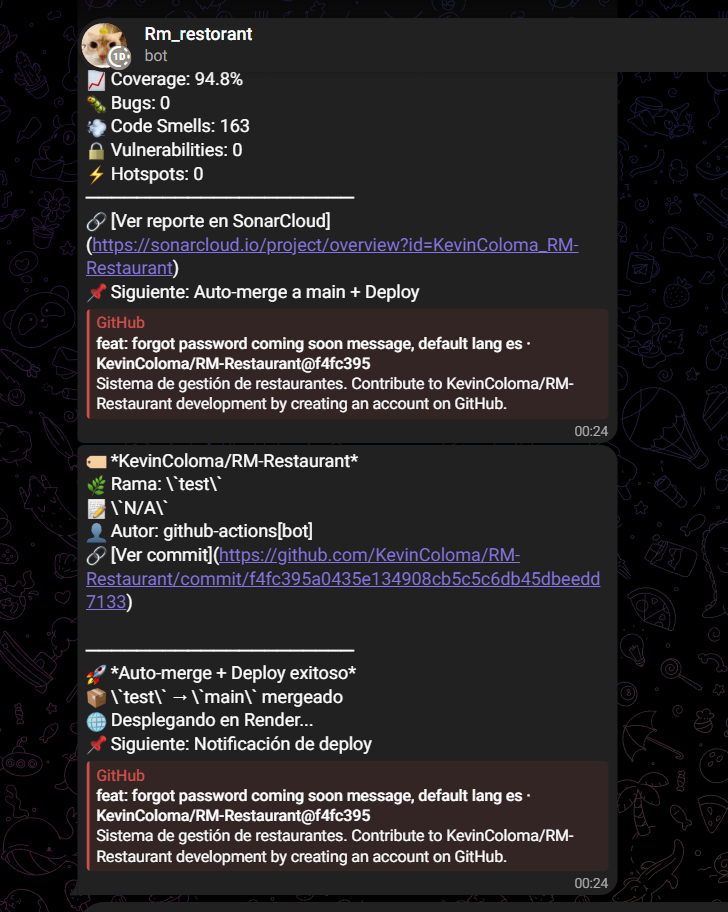 Rm_restorant
1D
bot
📈 Coverage: 94.8%
🐛 Bugs: 0
💨 Code Smells: 163
🔒 Vulnerabilities: 0
⚡ Hotspots: 0
━━━━━━━━━━━━━━━━━━━━
🔗 [Ver reporte en SonarCloud]
(https://sonarcloud.io/project/overview?id=KevinColoma_RM-
Restaurant)
📌 Siguiente: Auto-merge a main + Deploy
GitHub
feat: forgot password coming soon message, default lang es ·
KevinColoma/RM-Restaurant@f4fc395
Sistema de gestión de restaurantes. Contribute to KevinColoma/RM-
Restaurant development by creating an account on GitHub.
00:24
🏷️ *KevinColoma/RM-Restaurant*
🌿 Rama: \`test\`
📝 \`N/A\`
👤 Autor: github-actions[bot]
🔗 [Ver commit](https://github.com/KevinColoma/RM-
Restaurant/commit/f4fc395a0435e134908cb5c5c6db45dbeedd
7133)
━━━━━━━━━━━━━━━━━━━━
🚀 *Auto-merge + Deploy exitoso*
📦 \`test\` → \`main\` mergeado
🌐 Desplegando en Render...
📌 Siguiente: Notificación de deploy
GitHub
feat: forgot password coming soon message, default lang es ·
KevinColoma/RM-Restaurant@f4fc395
Sistema de gestión de restaurantes. Contribute to KevinColoma/RM-
Restaurant development by creating an account on GitHub.
00:24